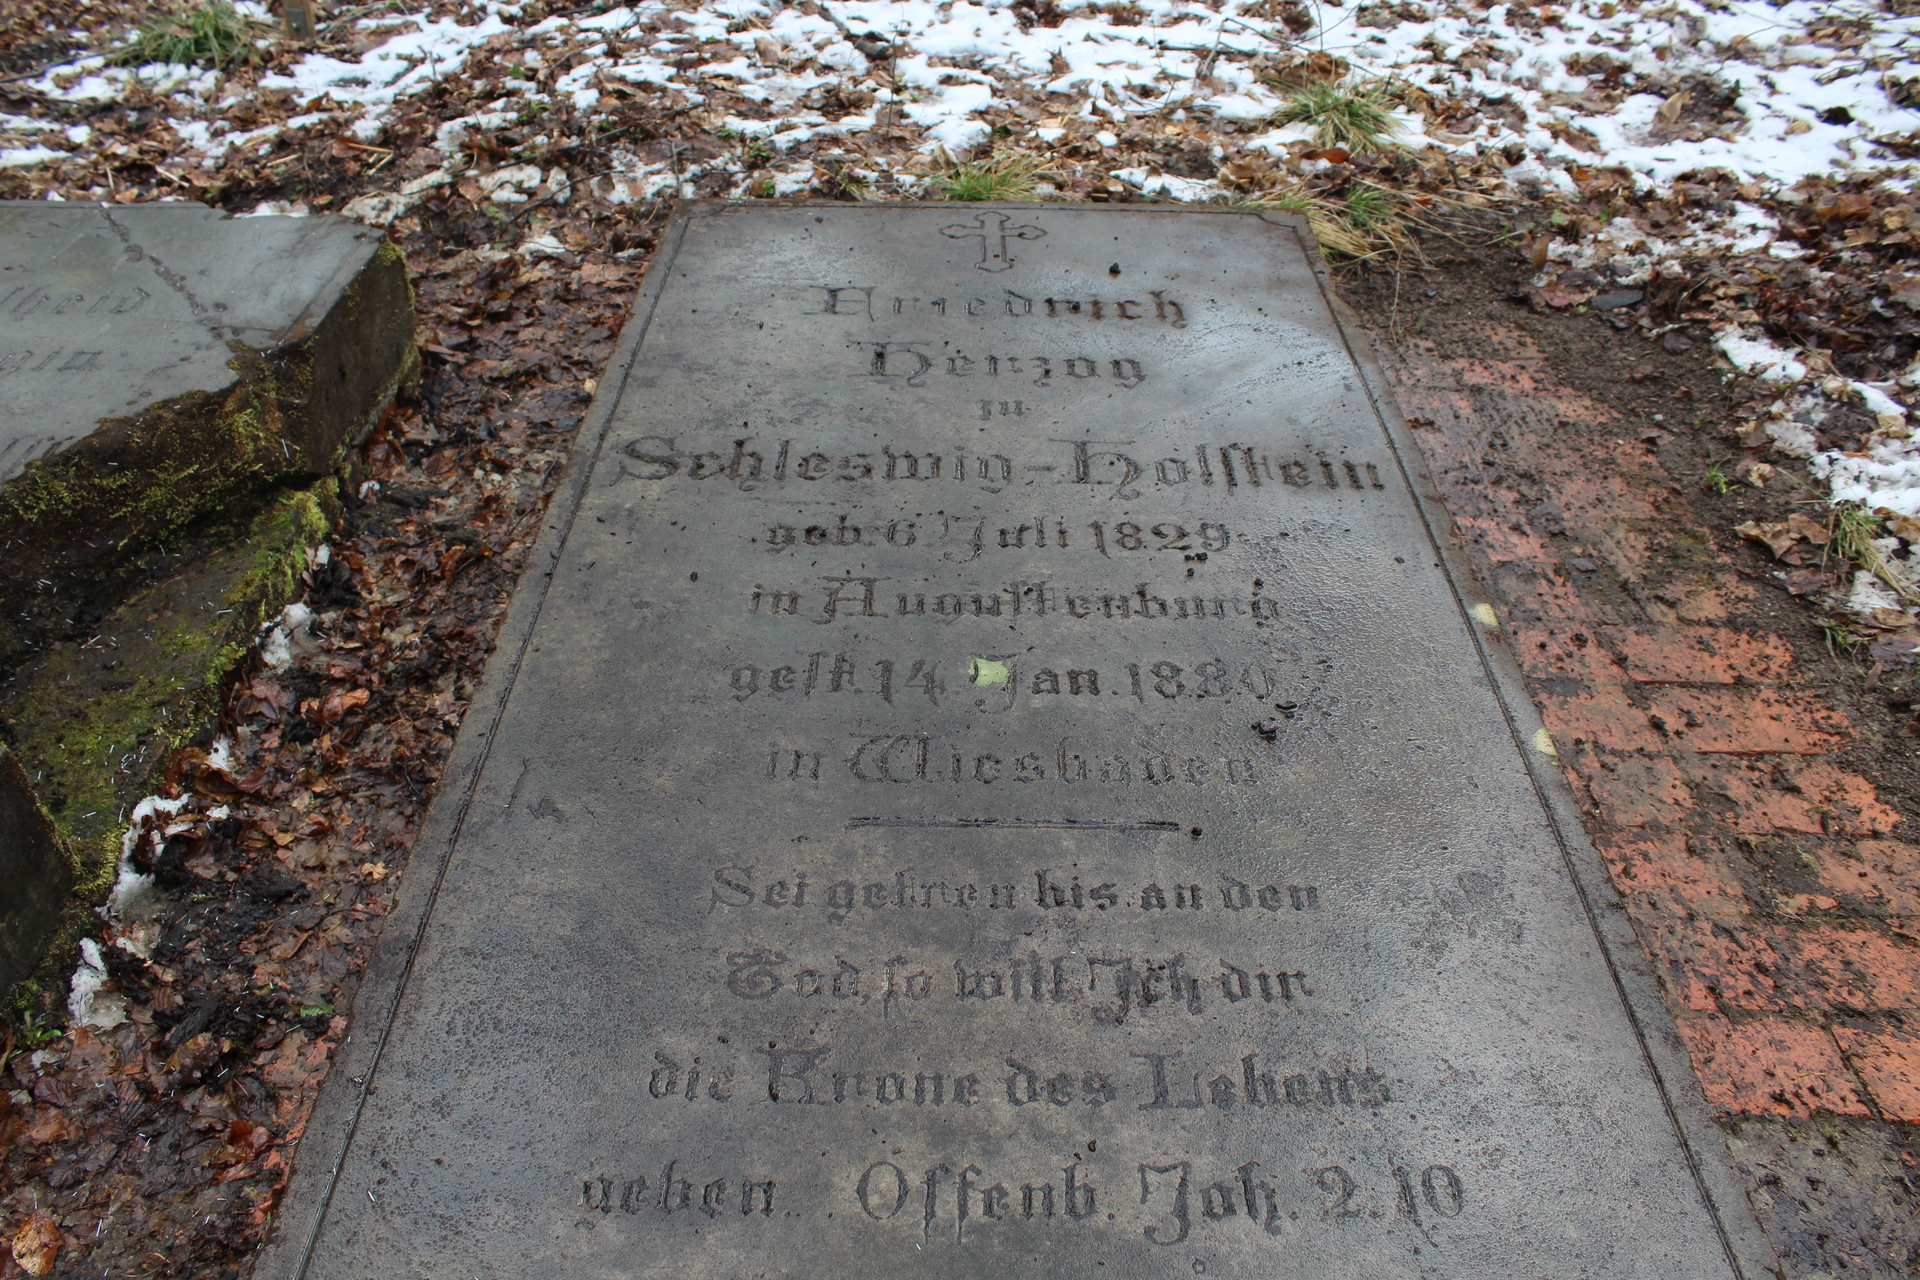 Friedrich
Herzog
zu
Schleswig-Holstein
geb. 6. Juli 1829
in Augustenburg
gest. 14. Jan. 1880
in Wiesbaden
Sei getreu bis an den
Tod, so will Ich dir
die Krone des Lebens
geben. Offenb. Joh. 2.10